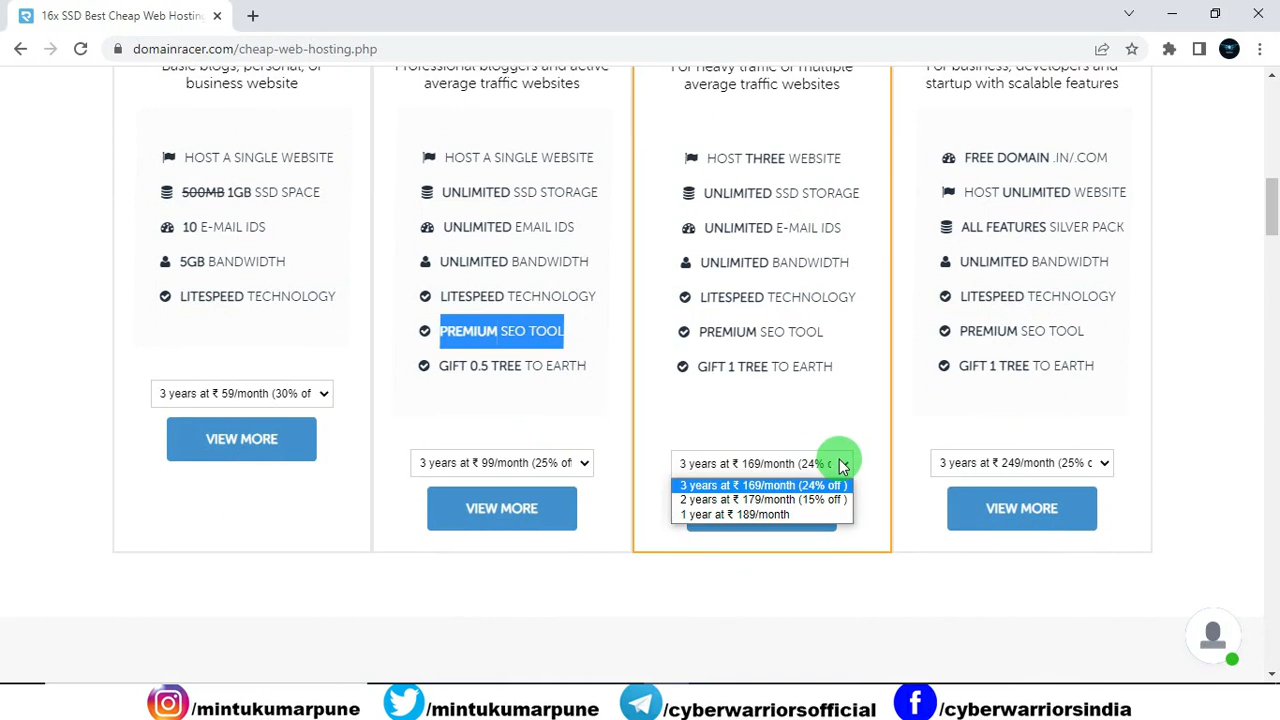 16x SSD Best Cheap Web Hosting
domainracer.com/cheap-web-hosting.php
Basic blogs, personal, or
business website
HOST A SINGLE WEBSITE
500MB 1GB SSD SPACE
10 E-MAIL IDS
5GB BANDWIDTH
LITESPEED TECHNOLOGY
3 years at ₹ 59/month (30% of
VIEW MORE
Professional bloggers and active
average traffic websites
HOST A SINGLE WEBSITE
UNLIMITED SSD STORAGE
UNLIMITED EMAIL IDS
UNLIMITED BANDWIDTH
LITESPEED TECHNOLOGY
PREMIUM SEO TOOL
GIFT 0.5 TREE TO EARTH
3 years at ₹ 99/month (25% off
VIEW MORE
For heavy traffic or multiple
average traffic websites
HOST THREE WEBSITE
UNLIMITED SSD STORAGE
UNLIMITED E-MAIL IDS
UNLIMITED BANDWIDTH
LITESPEED TECHNOLOGY
PREMIUM SEO TOOL
GIFT 1 TREE TO EARTH
3 years at ₹ 169/month (24% o
3 years at ₹ 169/month (24% off )
2 years at ₹ 179/month (15% off )
1 year at ₹ 189/month
For business, developers and
startup with scalable features
FREE DOMAIN .IN/.COM
HOST UNLIMITED WEBSITE
ALL FEATURES SILVER PACK
UNLIMITED BANDWIDTH
LITESPEED TECHNOLOGY
PREMIUM SEO TOOL
GIFT 1 TREE TO EARTH
3 years at ₹ 249/month (25% o
VIEW MORE
/mintukumarpune
/mintukumarpune
/cyberwarriorsofficial
/cyberwarriorsindia